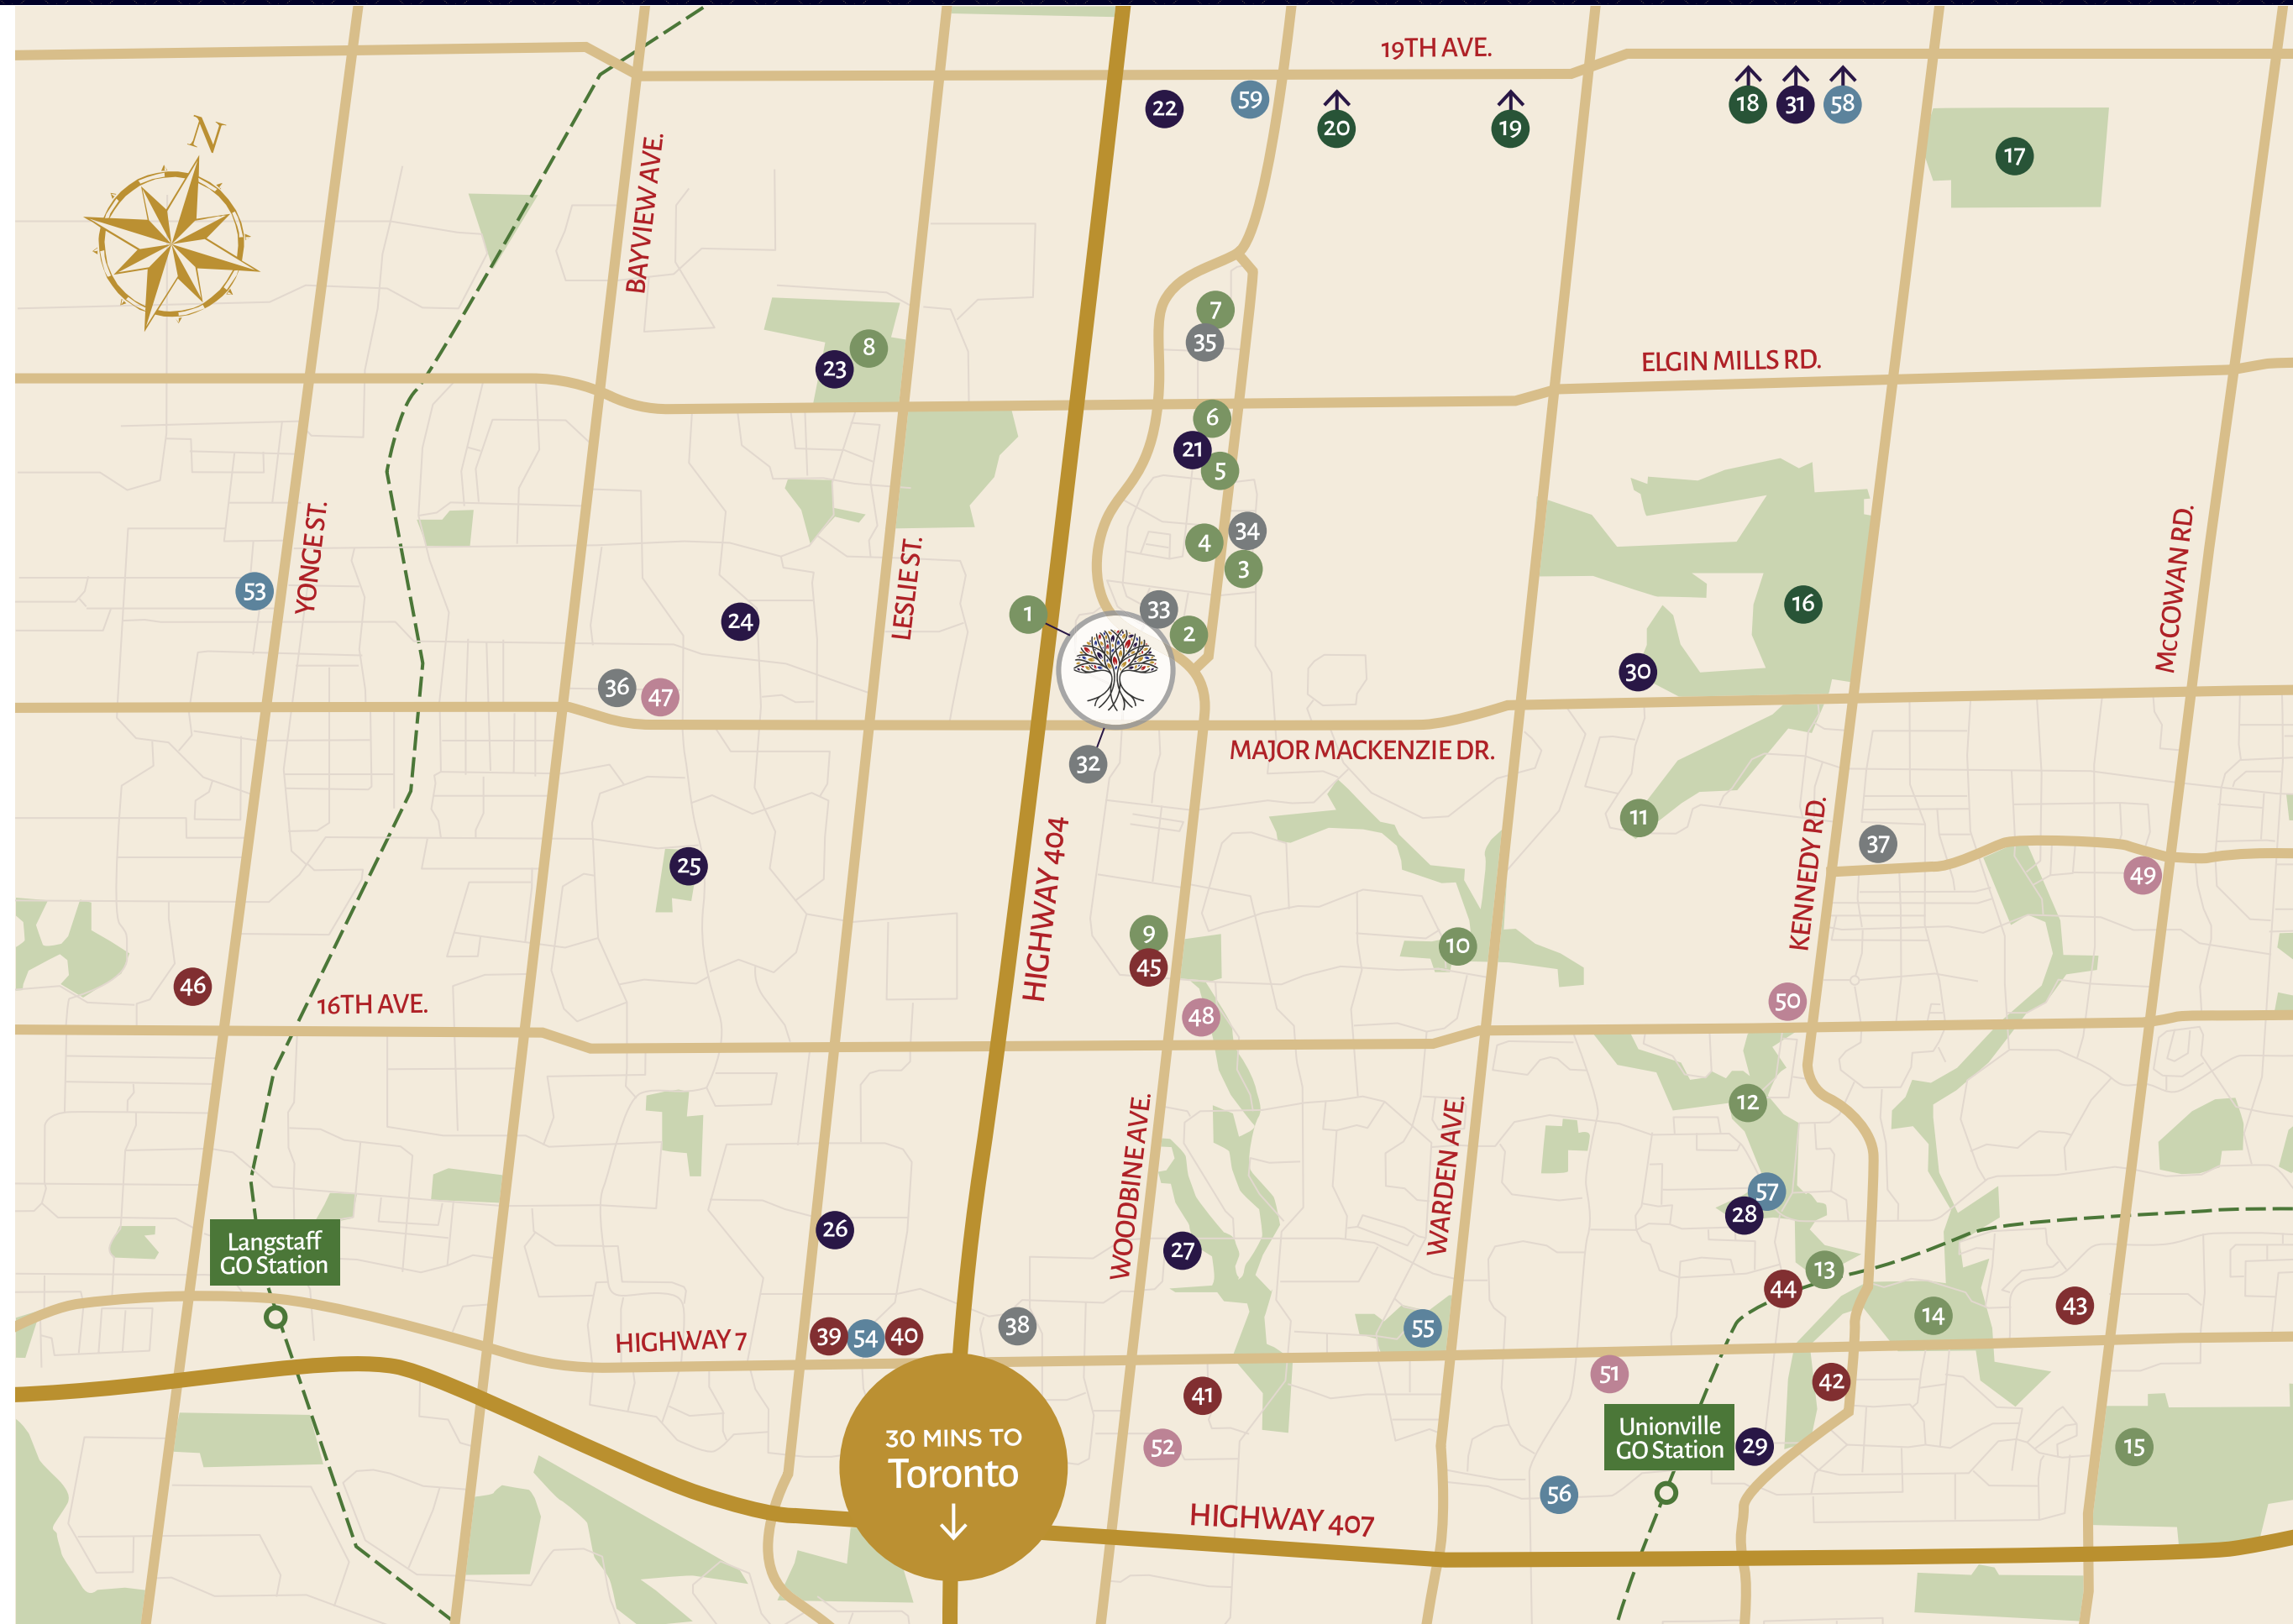 N
19TH AVE.
22
59
20
19
18
31
58
17
BAYVIEW AVE.
7
35
8
23
ELGIN MILLS RD.
6
21
5
4
34
3
YONGE ST.
LESLIE ST.
McCOWAN RD.
53
24
1
33
2
16
30
36
47
MAJOR MACKENZIE DR.
32
HIGHWAY 404
11
37
KENNEDY RD.
49
25
9
45
10
46
16TH AVE.
48
50
12
WOODBINE AVE.
WARDEN AVE.
57
28
26
27
Langstaff
GO Station
13
44
14
43
39
54
40
38
55
HIGHWAY 7
51
42
41
30 MINS TO
Toronto
52
Unionville
GO Station
29
15
56
HIGHWAY 407